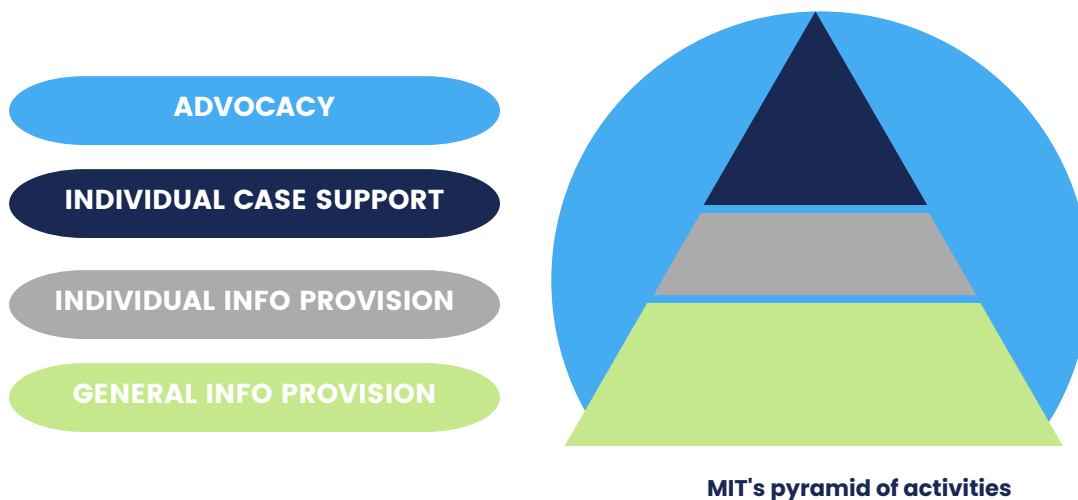 ADVOCACY
INDIVIDUAL CASE SUPPORT
INDIVIDUAL INFO PROVISION
GENERAL INFO PROVISION
MIT's pyramid of activities